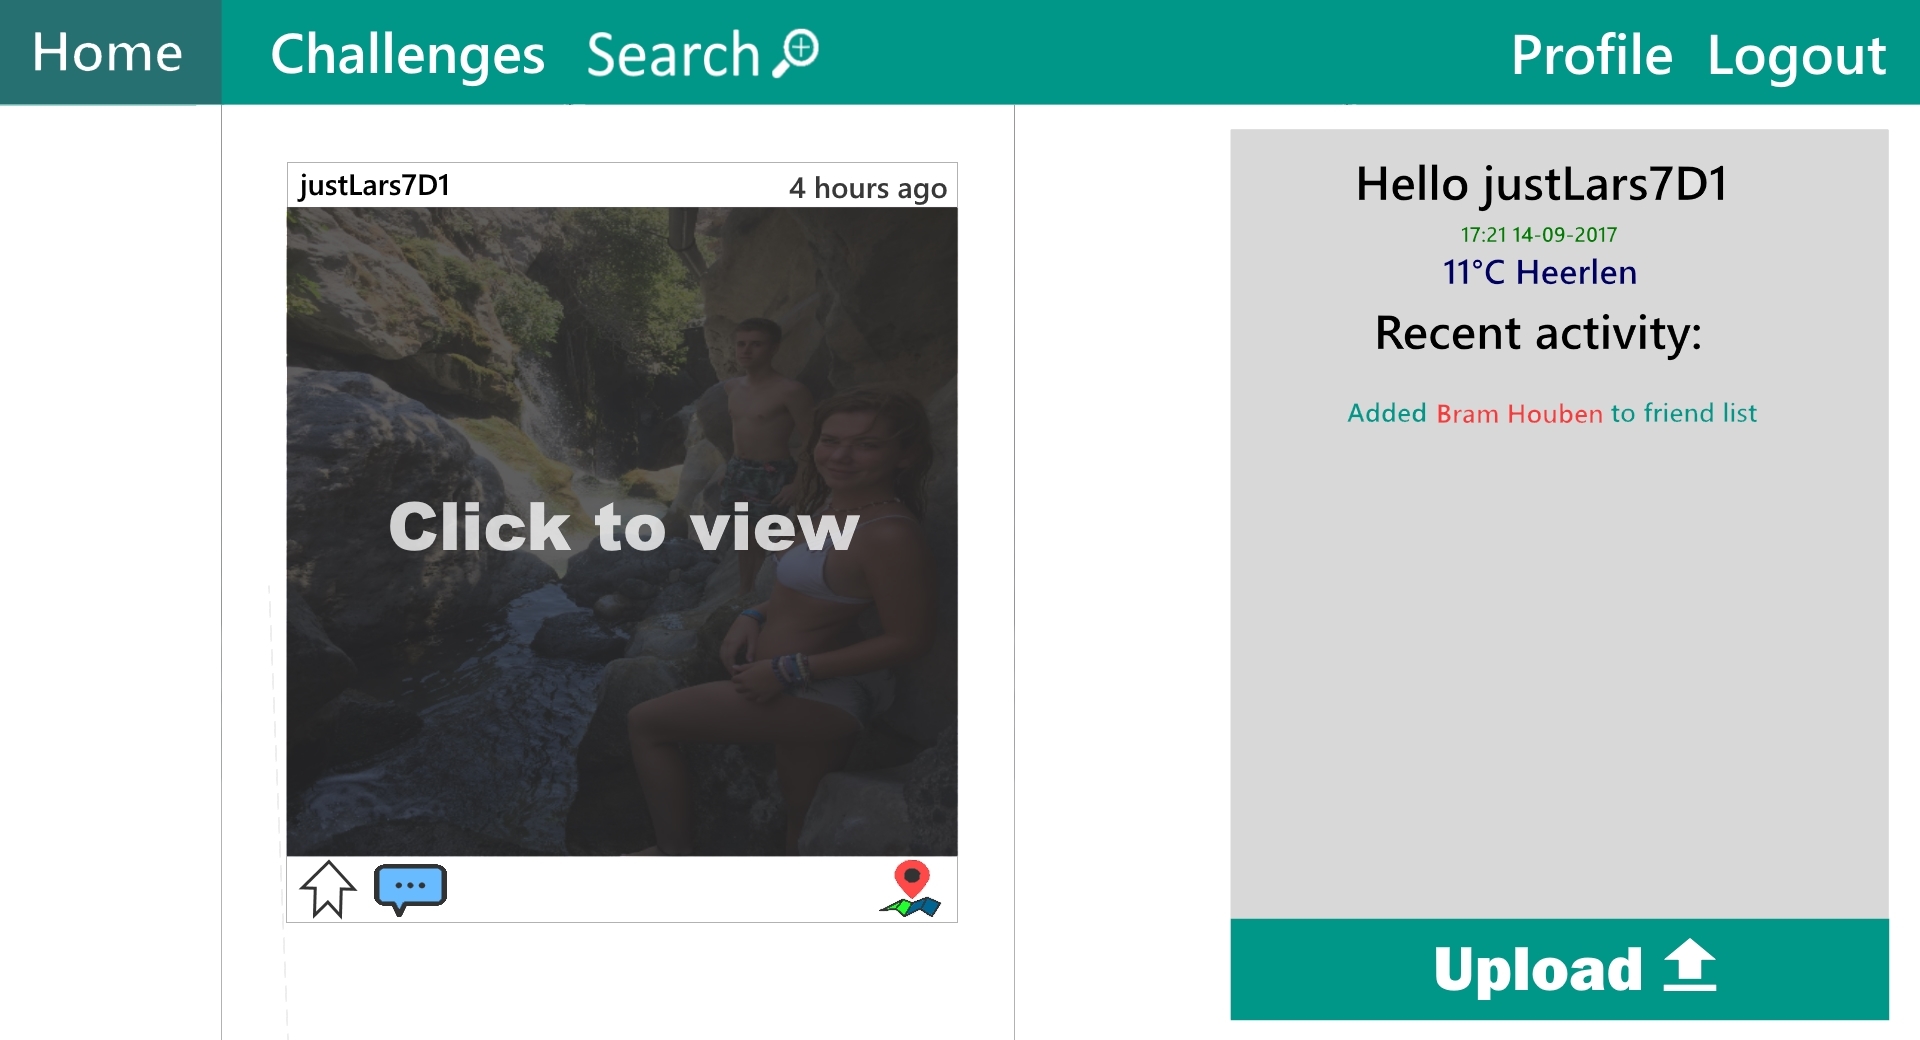 Home Challenges Search Profile Logout
justLars7D1 4 hours ago
Click to view
Hello justLars7D1
17:21 14-09-2017
11°C Heerlen
Recent activity:
Added Bram Houben to friend list
Upload